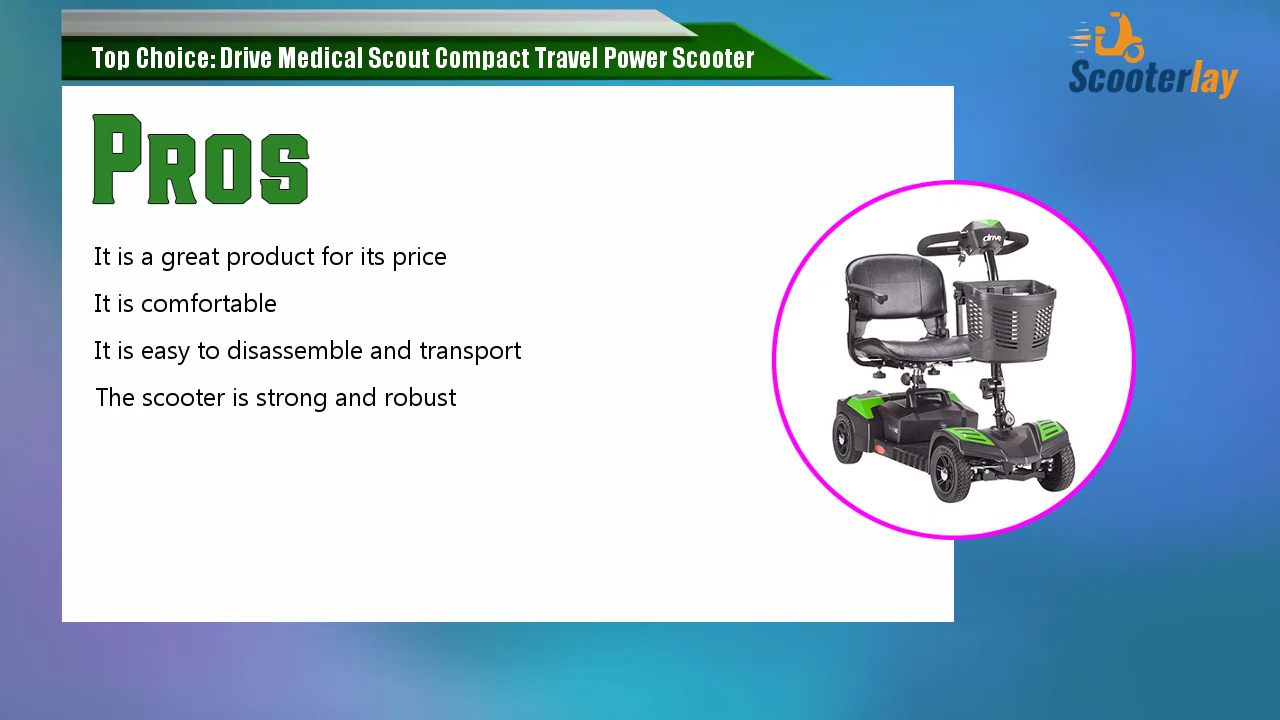 Top Choice: Drive Medical Scout Compact Travel Power Scooter
Scooterlay
Pros
It is a great product for its price
It is comfortable
It is easy to disassemble and transport
The scooter is strong and robust
drive